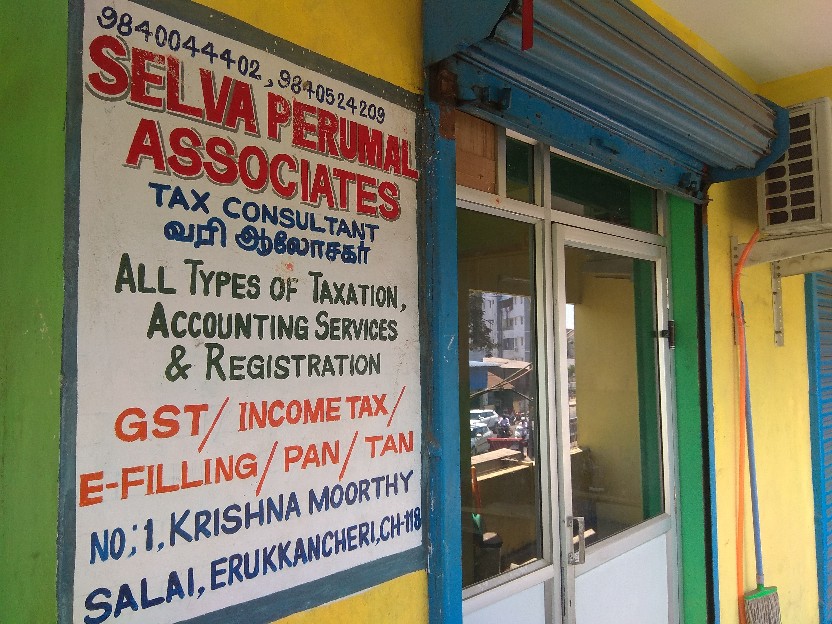 9840044402, 9840524209
SELVA PERUMAL
ASSOCIATES
TAX CONSULTANT
வரி ஆலோசகர்
ALL TYPES OF TAXATION,
ACCOUNTING SERVICES
& REGISTRATION
GST/ INCOME TAX/
E-FILLING/ PAN/ TAN
NO;1, KRISHNA MOORTHY
SALAI, ERUKKANCHERI, CH-118